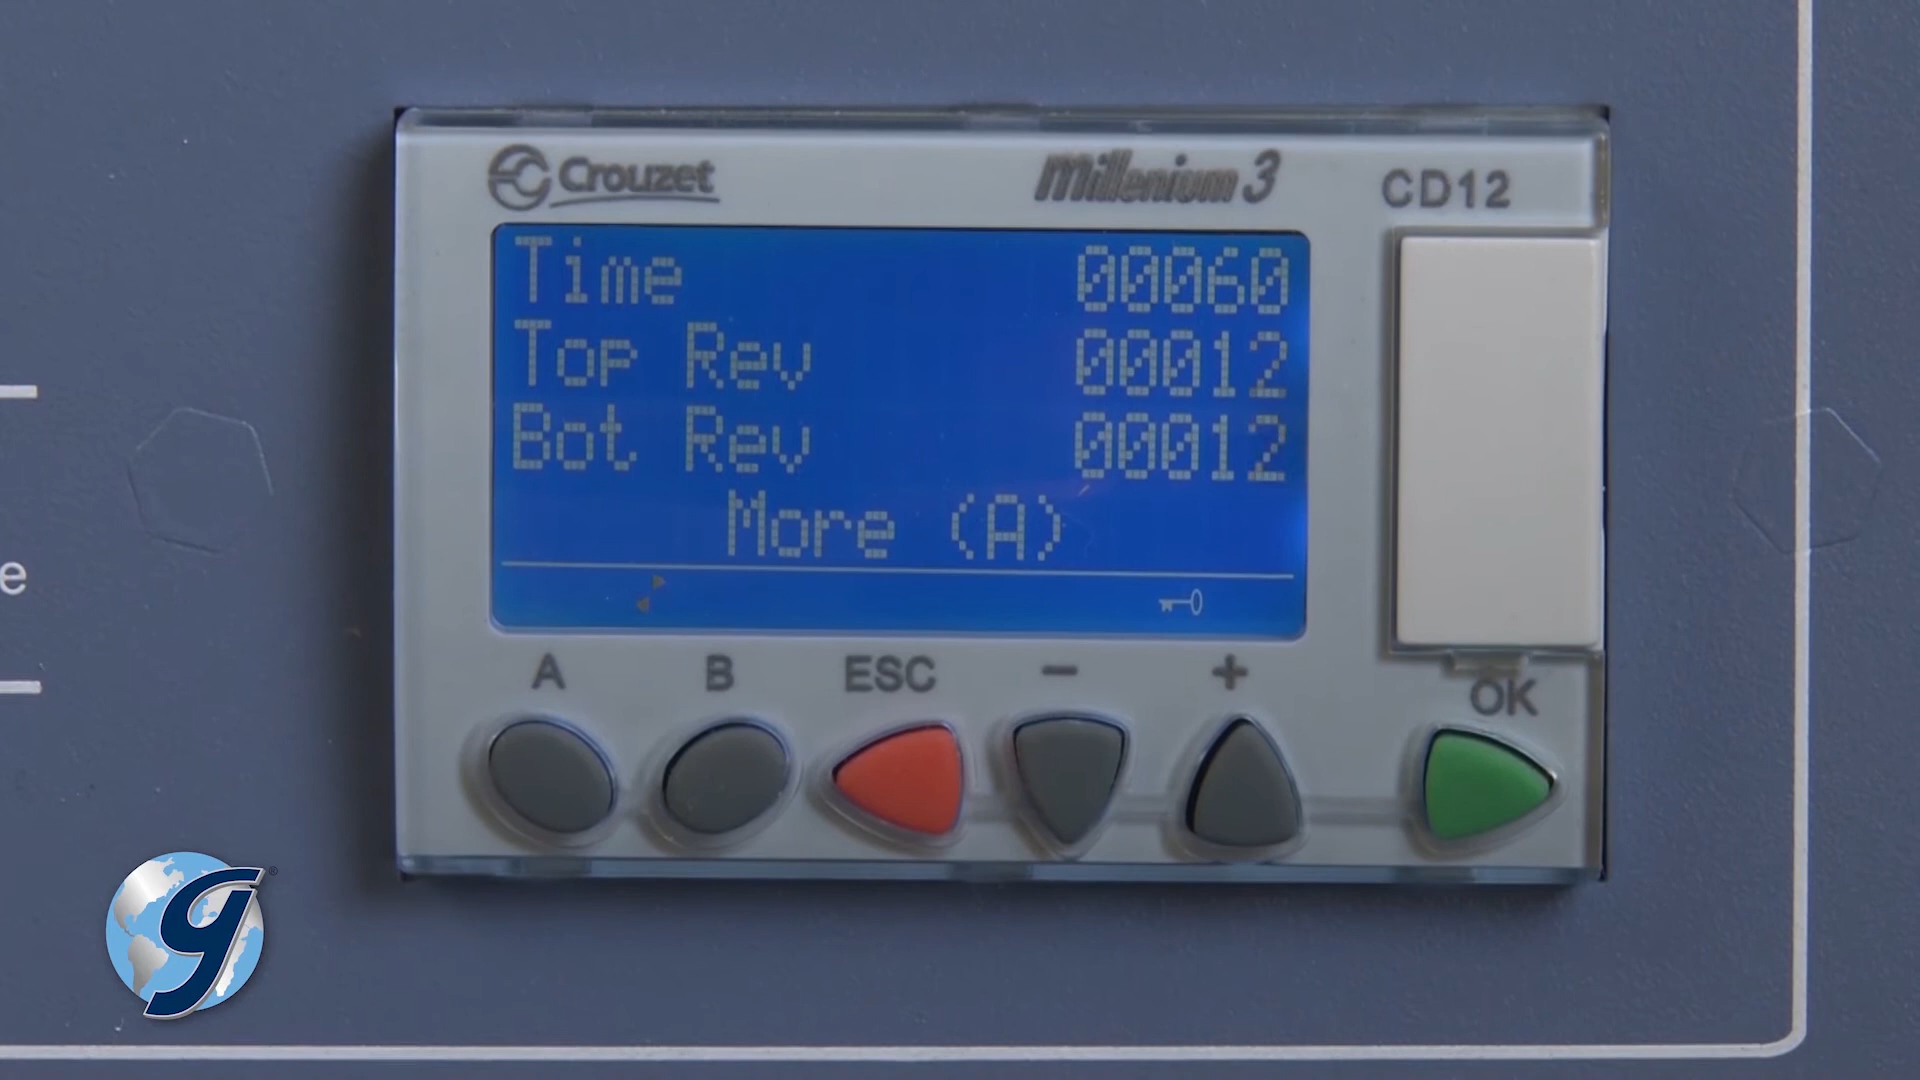 Crouzet Millenium 3 CD12
Time 00060
Top Rev 00012
Bot Rev 00012
More (A)
A B ESC - + OK
e
g